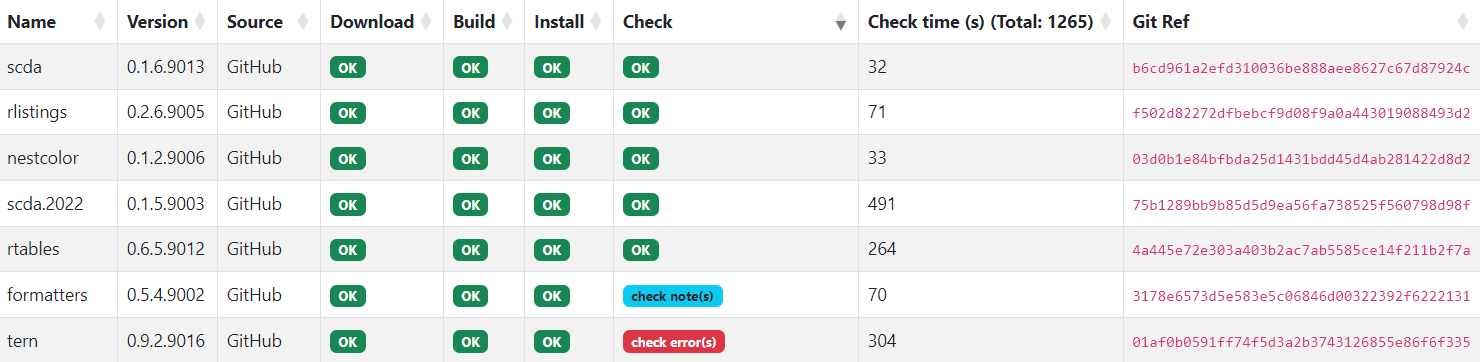 Name Version Source Download Build Install Check Check time (s) (Total: 1265) Git Ref
scda 0.1.6.9013 GitHub OK OK OK OK 32 b6cd961a2efd310036be888aee8627c67d87924c
rlistings 0.2.6.9005 GitHub OK OK OK OK 71 f502d82272dfbebcf9d08f9a0a443019088493d2
nestcolor 0.1.2.9006 GitHub OK OK OK OK 33 03d0b1e84bfbda25d1431bdd45d4ab281422d8d2
scda.2022 0.1.5.9003 GitHub OK OK OK OK 491 75b1289bb9b85d5d9ea56fa738525f560798d98f
rtables 0.6.5.9012 GitHub OK OK OK OK 264 4a445e72e303a403b2ac7ab5585ce14f211b2f7a
formatters 0.5.4.9002 GitHub OK OK OK check note(s) 70 3178e6573d5e583e5c06846d00322392f6222131
tern 0.9.2.9016 GitHub OK OK OK check error(s) 304 01af0b0591ff74f5d3a2b3743126855e86f6f335